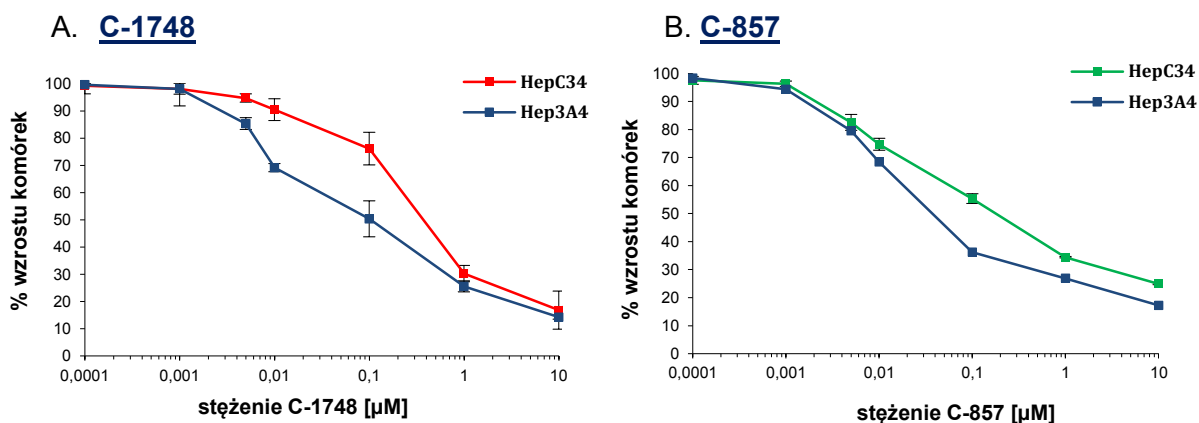 A. C-1748
HepC34
Hep3A4
% wzrostu komórek
100
90
80
70
60
50
40
30
20
10
0
0,0001 0,001 0,01 0,1 1 10
stężenie C-1748 [µM]
B. C-857
HepC34
Hep3A4
% wzrostu komórek
100
90
80
70
60
50
40
30
20
10
0
0,0001 0,001 0,01 0,1 1 10
stężenie C-857 [µM]